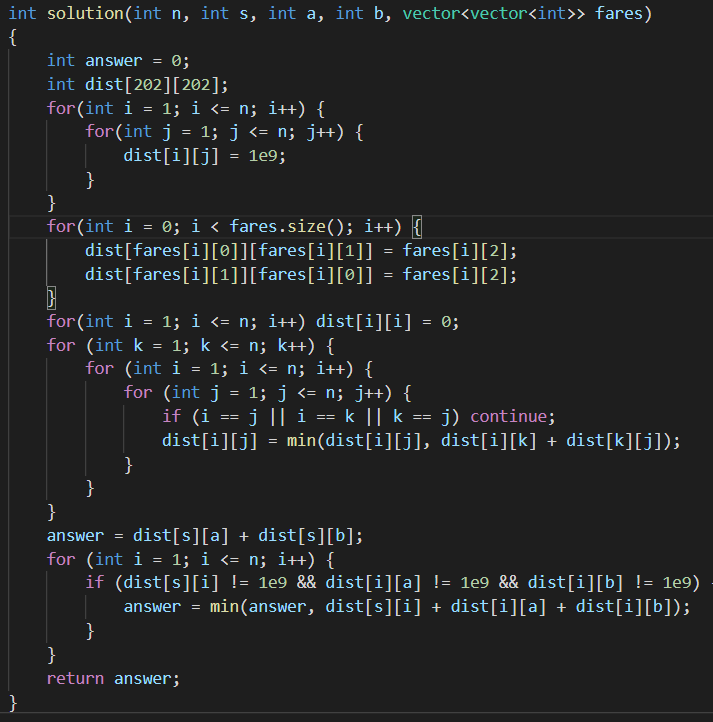 int solution(int n, int s, int a, int b, vector<vector<int>> fares)
{
    int answer = 0;
    int dist[202][202];
    for(int i = 1; i <= n; i++) {
        for(int j = 1; j <= n; j++) {
            dist[i][j] = 1e9;
        }
    }
    for(int i = 0; i < fares.size(); i++) {
        dist[fares[i][0]][fares[i][1]] = fares[i][2];
        dist[fares[i][1]][fares[i][0]] = fares[i][2];
    }
    for(int i = 1; i <= n; i++) dist[i][i] = 0;
    for (int k = 1; k <= n; k++) {
        for (int i = 1; i <= n; i++) {
            for (int j = 1; j <= n; j++) {
                if (i == j || i == k || k == j) continue;
                dist[i][j] = min(dist[i][j], dist[i][k] + dist[k][j]);
            }
        }
    }
    answer = dist[s][a] + dist[s][b];
    for (int i = 1; i <= n; i++) {
        if (dist[s][i] != 1e9 && dist[i][a] != 1e9 && dist[i][b] != 1e9)
            answer = min(answer, dist[s][i] + dist[i][a] + dist[i][b]);
        }
    }
    return answer;
}